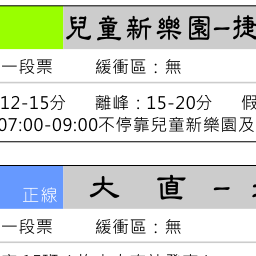 兒童新樂園-捷
一段票 緩衝區：無
12-15分 離峰：15-20分 假
07:00-09:00不停靠兒童新樂園及
正線 大 直 -
一段票 緩衝區：無